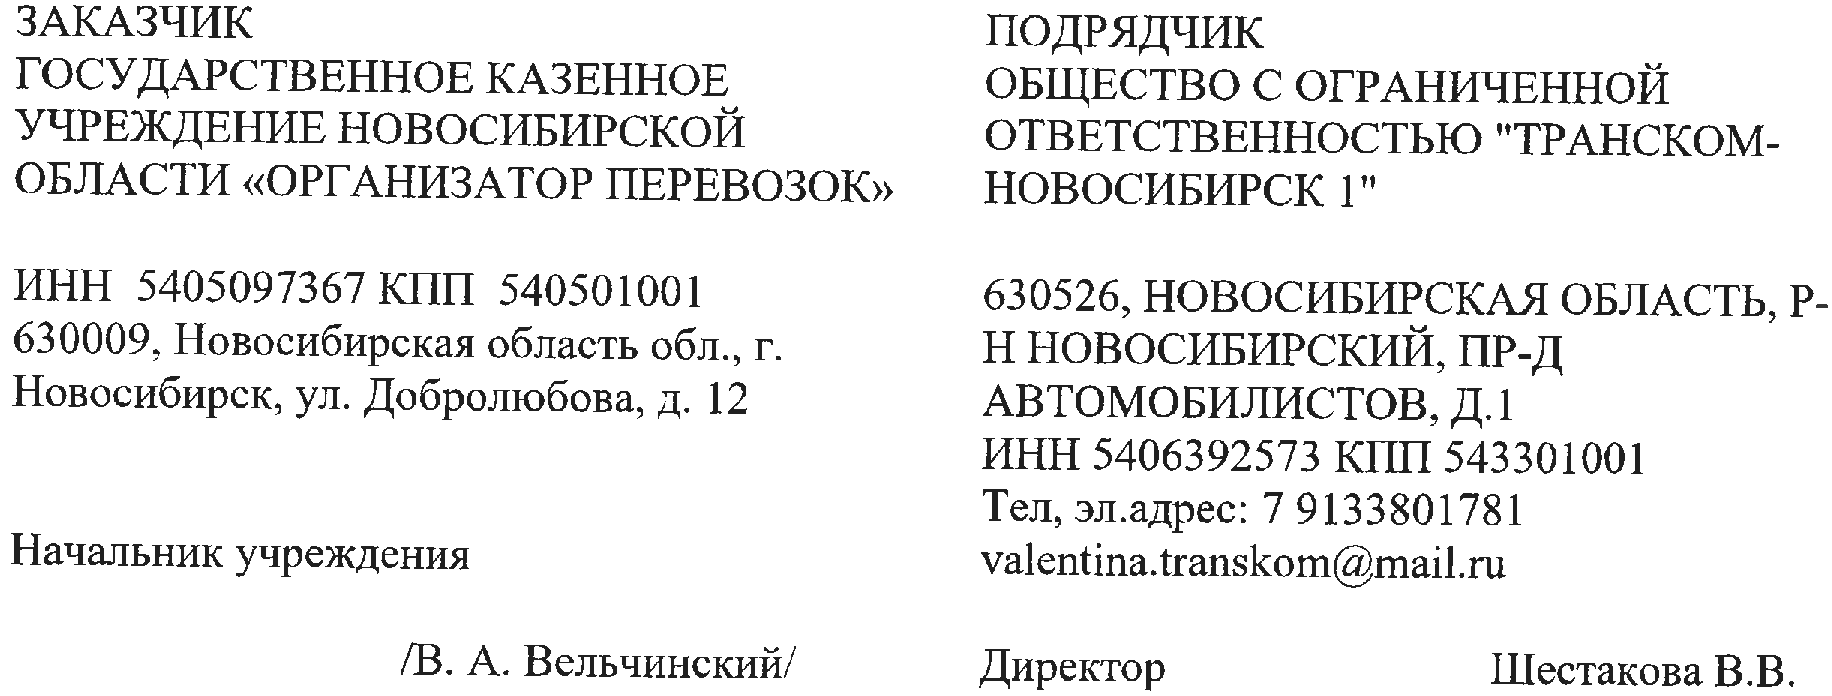 ЗАКАЗЧИК
ГОСУДАРСТВЕННОЕ КАЗЕННОЕ
УЧРЕЖДЕНИЕ НОВОСИБИРСКОЙ
ОБЛАСТИ «ОРГАНИЗАТОР ПЕРЕВОЗОК»
ИНН 5405097367 КПП 540501001
630009, Новосибирская область обл., г.
Новосибирск, ул. Добролюбова, д. 12
Начальник учреждения
/В. А. Вельчинский/
ПОДРЯДЧИК
ОБЩЕСТВО С ОГРАНИЧЕННОЙ
ОТВЕТСТВЕННОСТЬЮ "ТРАНСКОМ-
НОВОСИБИРСК 1"
630526, НОВОСИБИРСКАЯ ОБЛАСТЬ, Р-
Н НОВОСИБИРСКИЙ, ПР-Д
АВТОМОБИЛИСТОВ, Д.1
ИНН 5406392573 КПП 543301001
Тел, эл.адрес: 7 9133801781
valentina.transkom@mail.ru
Директор Шестакова В.В.